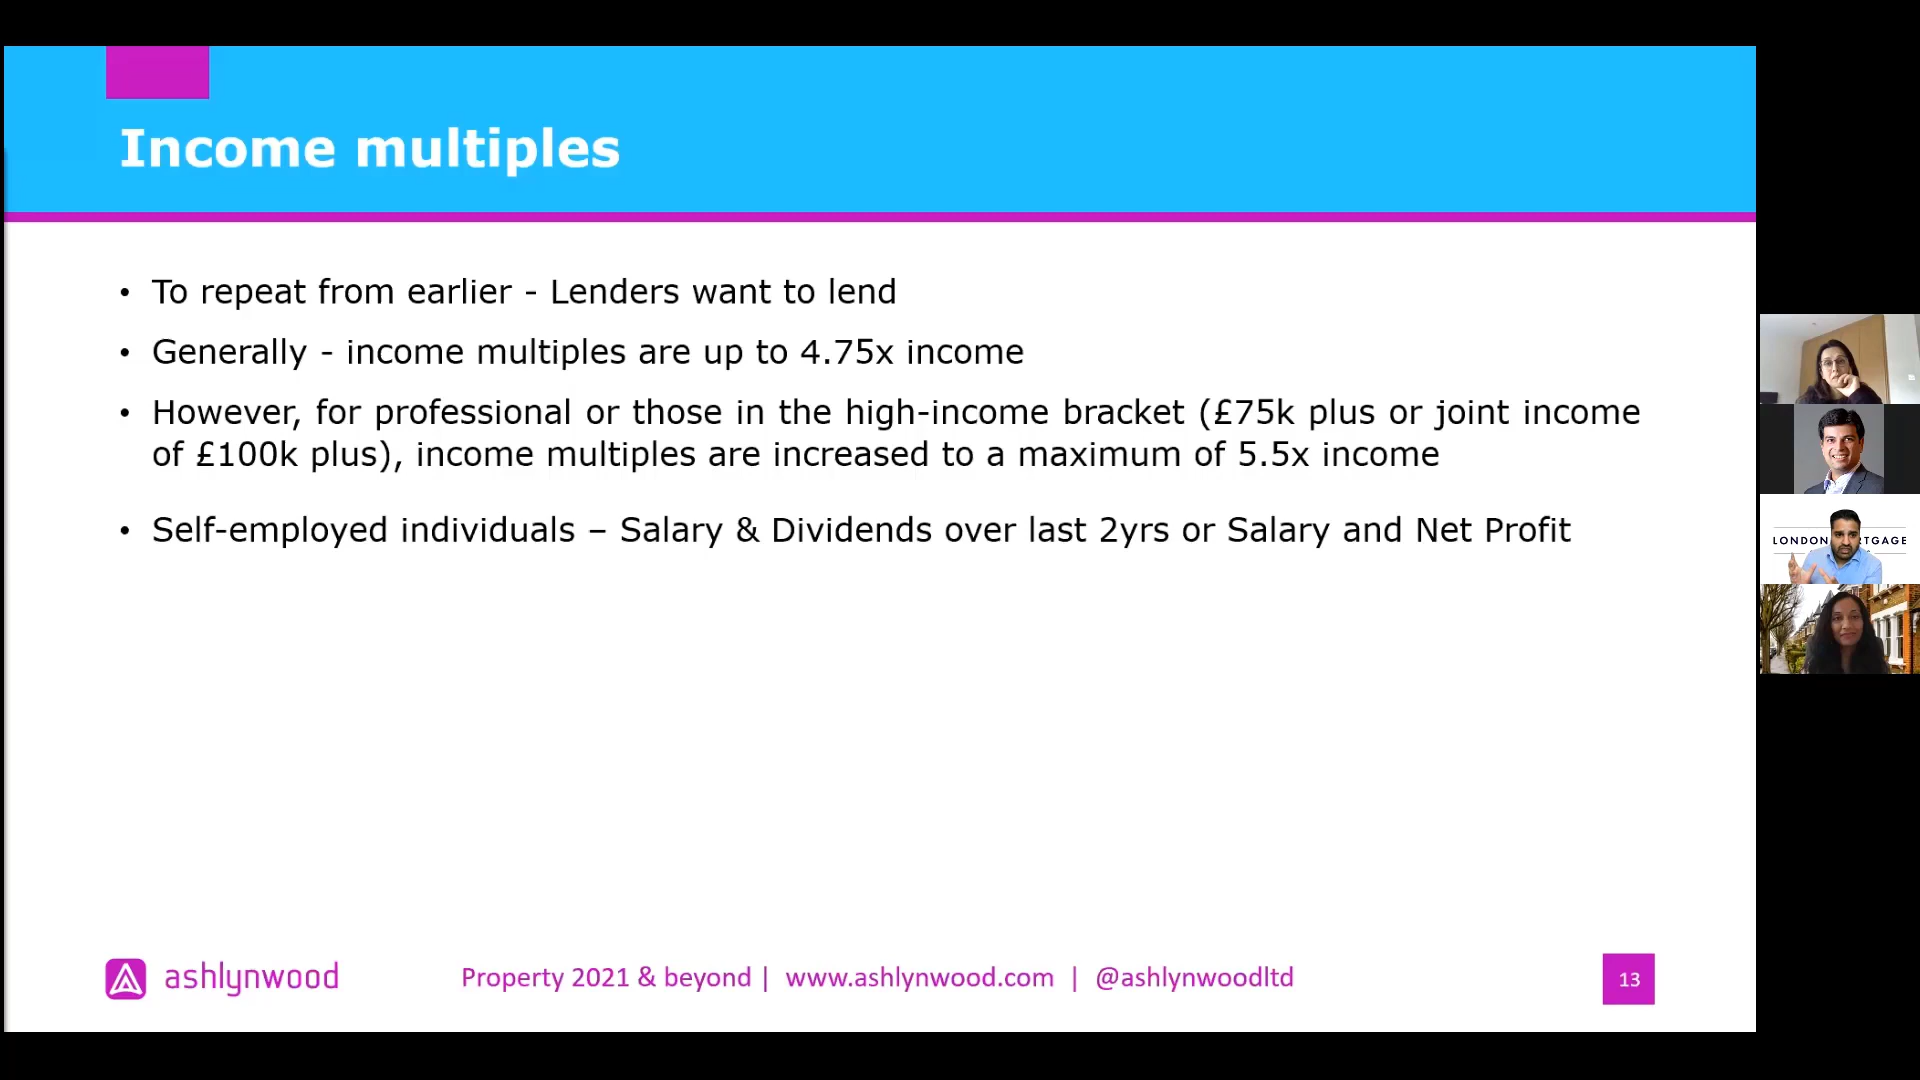 Income multiples
• To repeat from earlier - Lenders want to lend
• Generally - income multiples are up to 4.75x income
• However, for professional or those in the high-income bracket (£75k plus or joint income
of £100k plus), income multiples are increased to a maximum of 5.5x income
• Self-employed individuals – Salary & Dividends over last 2yrs or Salary and Net Profit
LONDON TGAGE
ashlynwood
Property 2021 & beyond | www.ashlynwood.com | @ashlynwoodltd
13